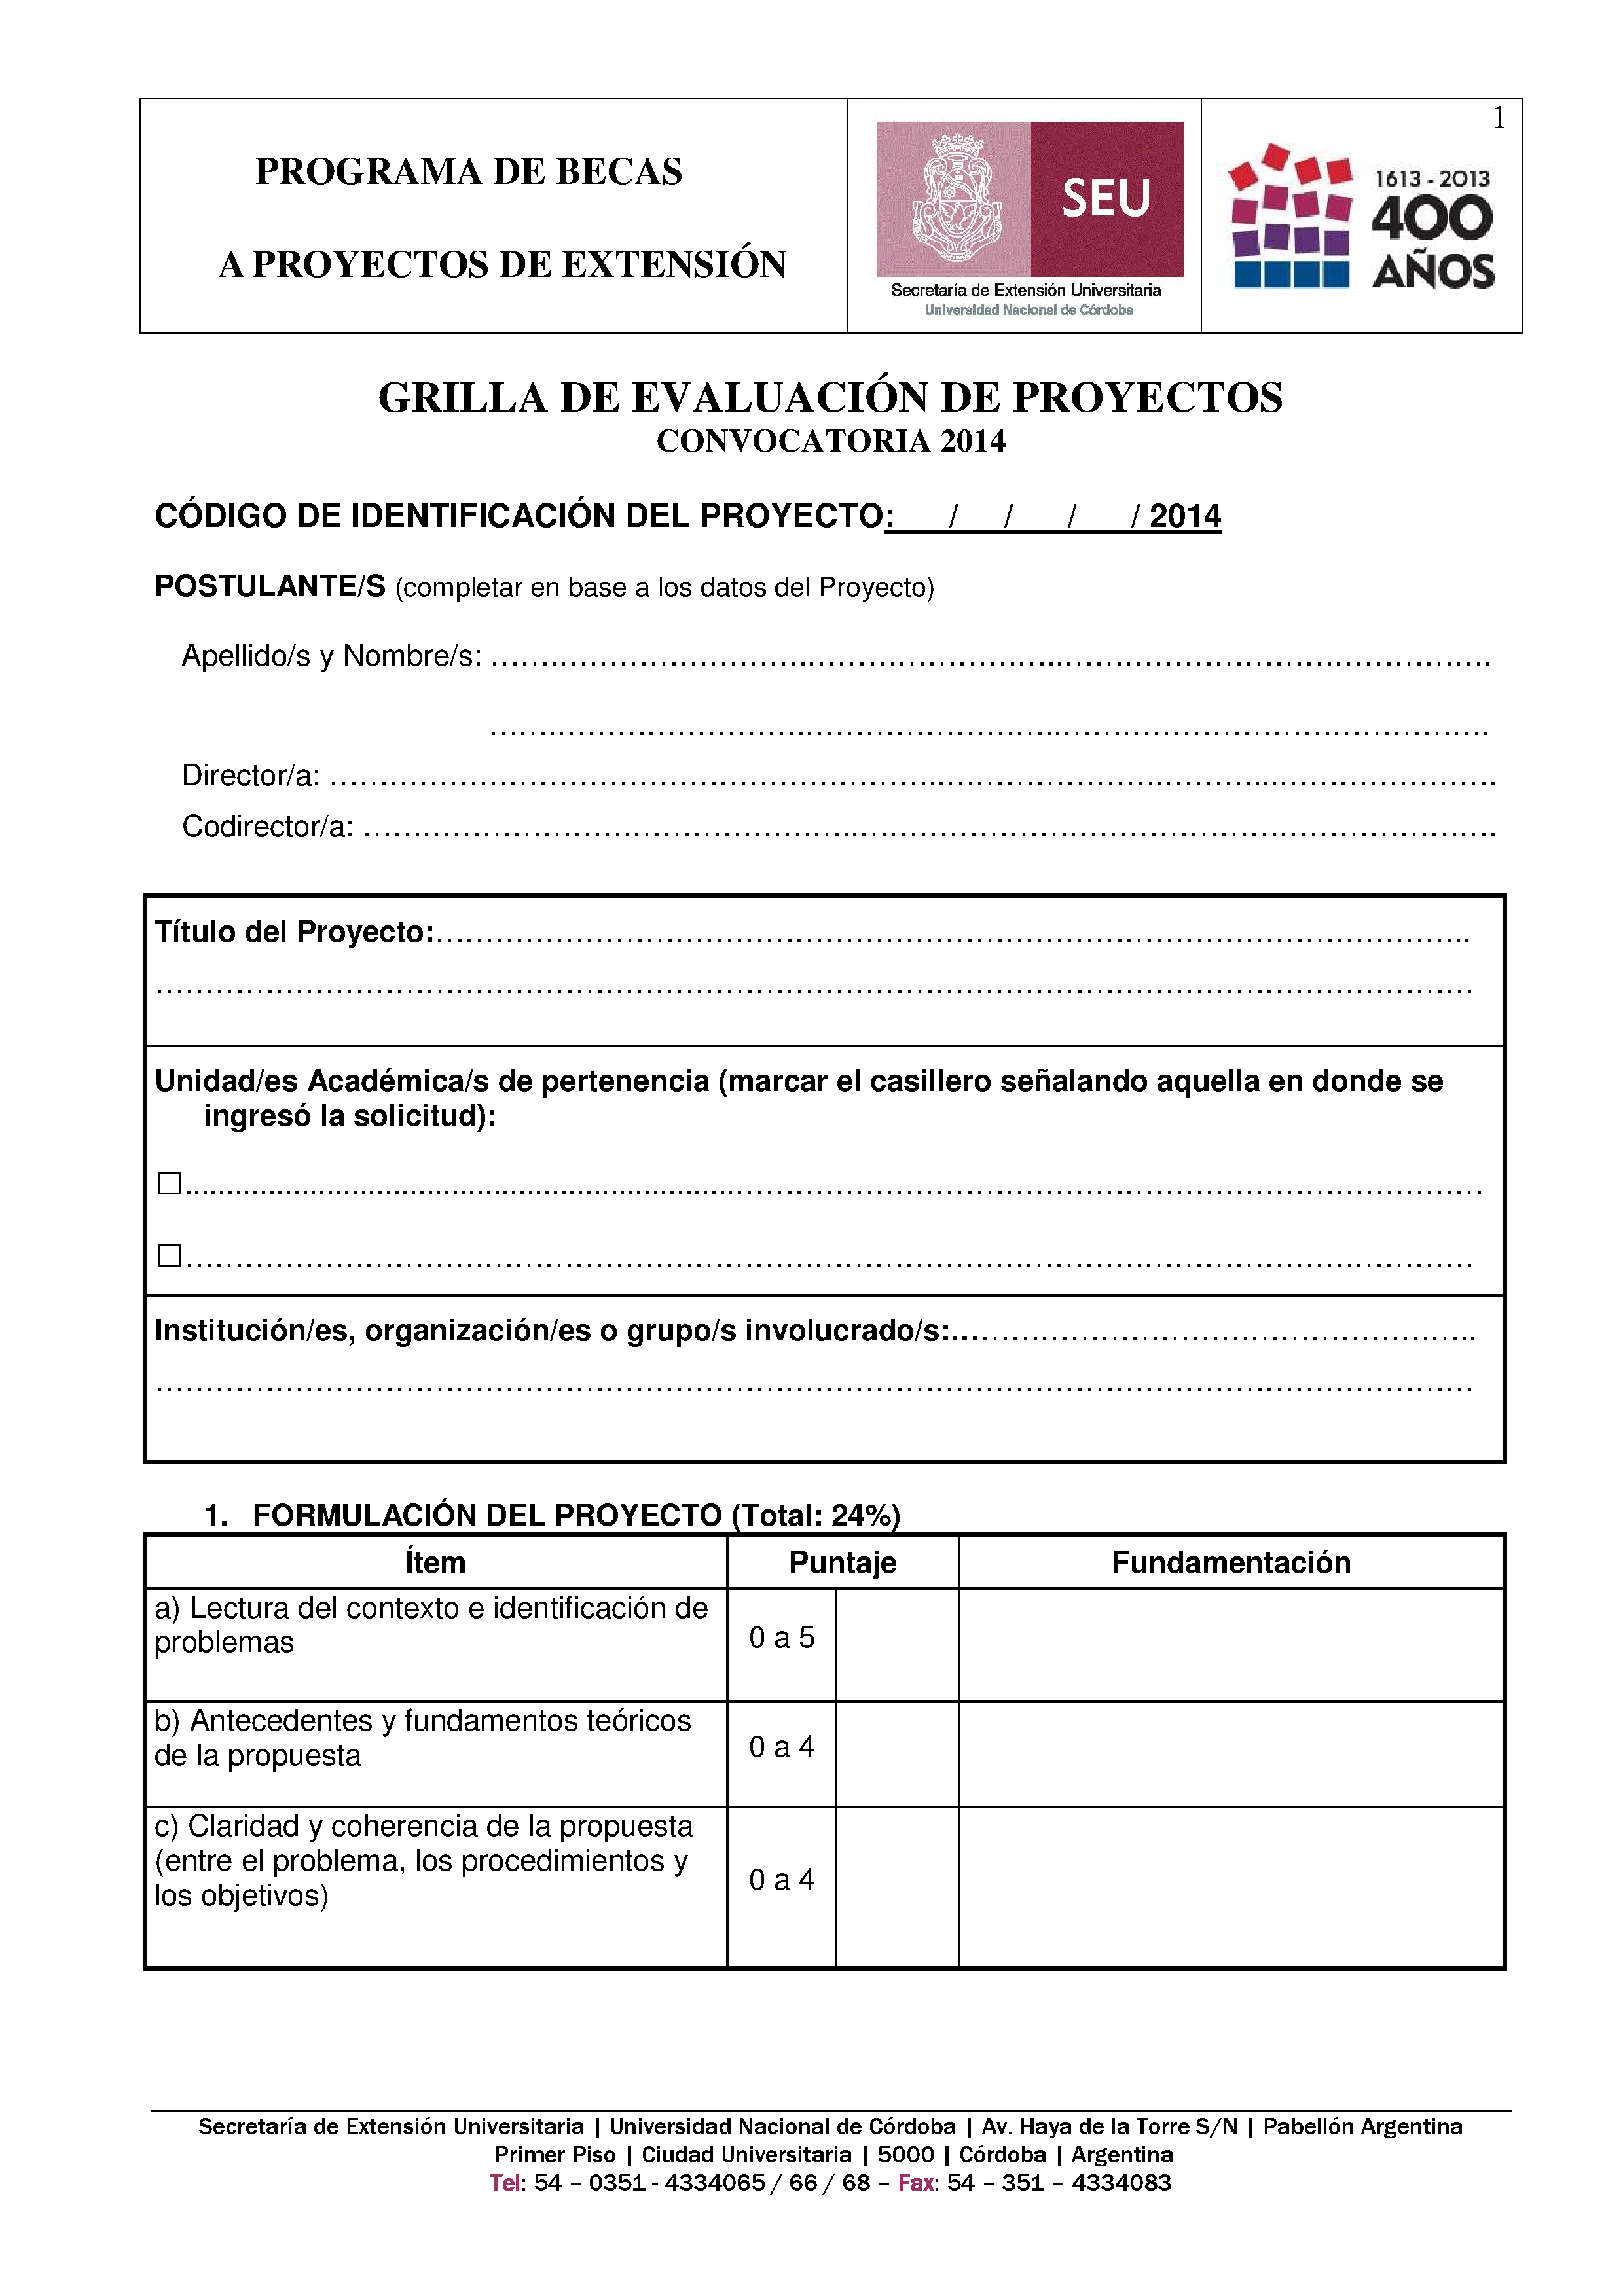 1
PROGRAMA DE BECAS
A PROYECTOS DE EXTENSIÓN
SEU
Secretaría de Extensión Universitaria
Universidad Nacional de Córdoba
1613 - 2013
400
AÑOS
GRILLA DE EVALUACIÓN DE PROYECTOS
CONVOCATORIA 2014
CÓDIGO DE IDENTIFICACIÓN DEL PROYECTO: / / / / 2014
POSTULANTE/S (completar en base a los datos del Proyecto)
Apellido/s y Nombre/s: ……………………………………………………………………
……………………………………………………………………
Director/a: ……………………………………………………………………
Codirector/a: ……………………………………………………………………
Título del Proyecto:……………………………………………………………………
……………………………………………………………………
Unidad/es Académica/s de pertenencia (marcar el casillero señalando aquella en donde se
ingresó la solicitud):
☐……………………………………………………………………
☐……………………………………………………………………
Institución/es, organización/es o grupo/s involucrado/s:……………………………………………
……………………………………………………………………
1. FORMULACIÓN DEL PROYECTO (Total: 24%)
Ítem Puntaje Fundamentación
a) Lectura del contexto e identificación de
problemas
0 a 5
b) Antecedentes y fundamentos teóricos
de la propuesta
0 a 4
c) Claridad y coherencia de la propuesta
(entre el problema, los procedimientos y
los objetivos)
0 a 4
Secretaría de Extensión Universitaria | Universidad Nacional de Córdoba | Av. Haya de la Torre S/N | Pabellón Argentina
Primer Piso | Ciudad Universitaria | 5000 | Córdoba | Argentina
Tel: 54 – 0351 - 4334065 / 66 / 68 – Fax: 54 – 351 – 4334083